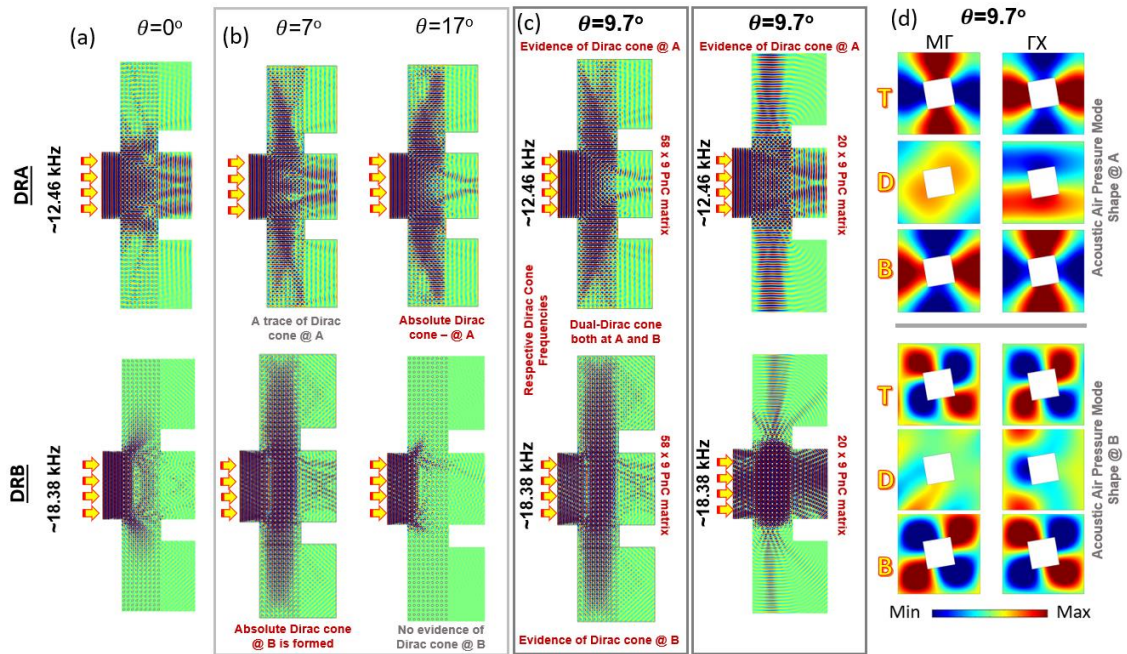 (a)
θ=0°
(b)
θ=7°
θ=17°
(c)
θ=9.7°
θ=9.7°
(d)
θ=9.7°
Evidence of Dirac cone @ A
Evidence of Dirac cone @ A
MΓ
ΓX
DRA
~12.46 kHz
~12.46 kHz
58 x 9 PnC matrix
~12.46 kHz
20 x 9 PnC matrix
T
D
B
Acoustic Air Pressure Mode
Shape @ A
A trace of Dirac
cone @ A
Absolute Dirac
cone – @ A
Respective Dirac Cone
Frequencies
Dual-Dirac cone
both at A and B
DRB
~18.38 kHz
~18.38 kHz
58 x 9 PnC matrix
~18.38 kHz
20 x 9 PnC matrix
T
D
B
Acoustic Air Pressure Mode
Shape @ B
Absolute Dirac cone
@ B is formed
No evidence of
Dirac cone @ B
Evidence of Dirac cone @ B
Min
Max